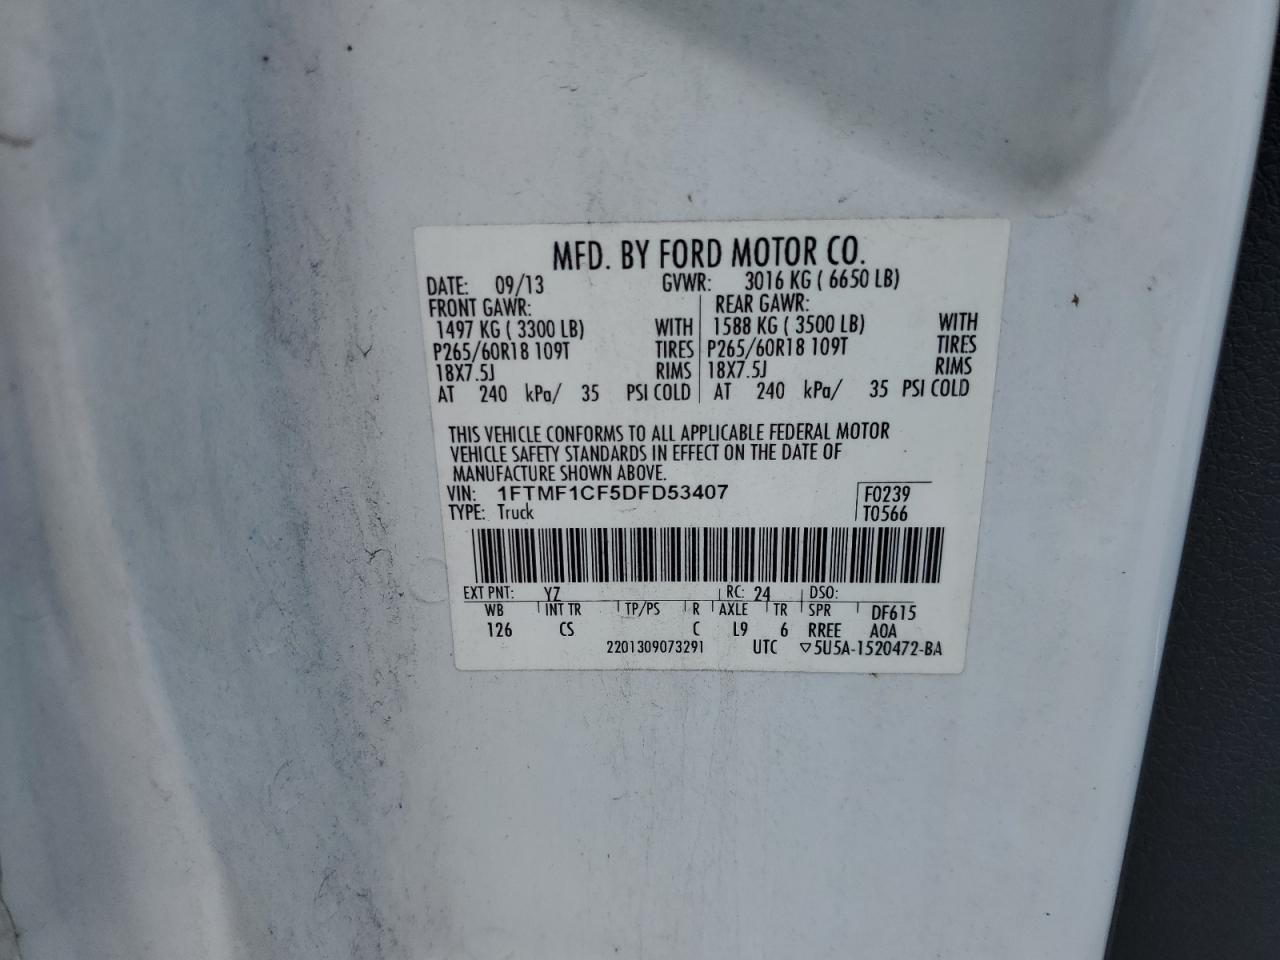 MFD. BY FORD MOTOR CO.
DATE: 09/13 GVWR: 3016 KG ( 6650 LB)
FRONT GAWR: REAR GAWR:
1497 KG ( 3300 LB) WITH 1588 KG ( 3500 LB) WITH
P265/60R18 109T TIRES P265/60R18 109T TIRES
18X7.5J RIMS 18X7.5J RIMS
AT 240 kPa/ 35 PSI COLD AT 240 kPa/ 35 PSI COLD
THIS VEHICLE CONFORMS TO ALL APPLICABLE FEDERAL MOTOR
VEHICLE SAFETY STANDARDS IN EFFECT ON THE DATE OF
MANUFACTURE SHOWN ABOVE.
VIN: 1FTMF1CF5DFD53407 F0239
TYPE: Truck T0566
EXT PNT: YZ RC: 24 DSO:
WB INT TR TP/PS R AXLE TR SPR DF615
126 CS C L9 6 RREE AOA
2201309073291 UTC ▽5U5A-1520472-BA